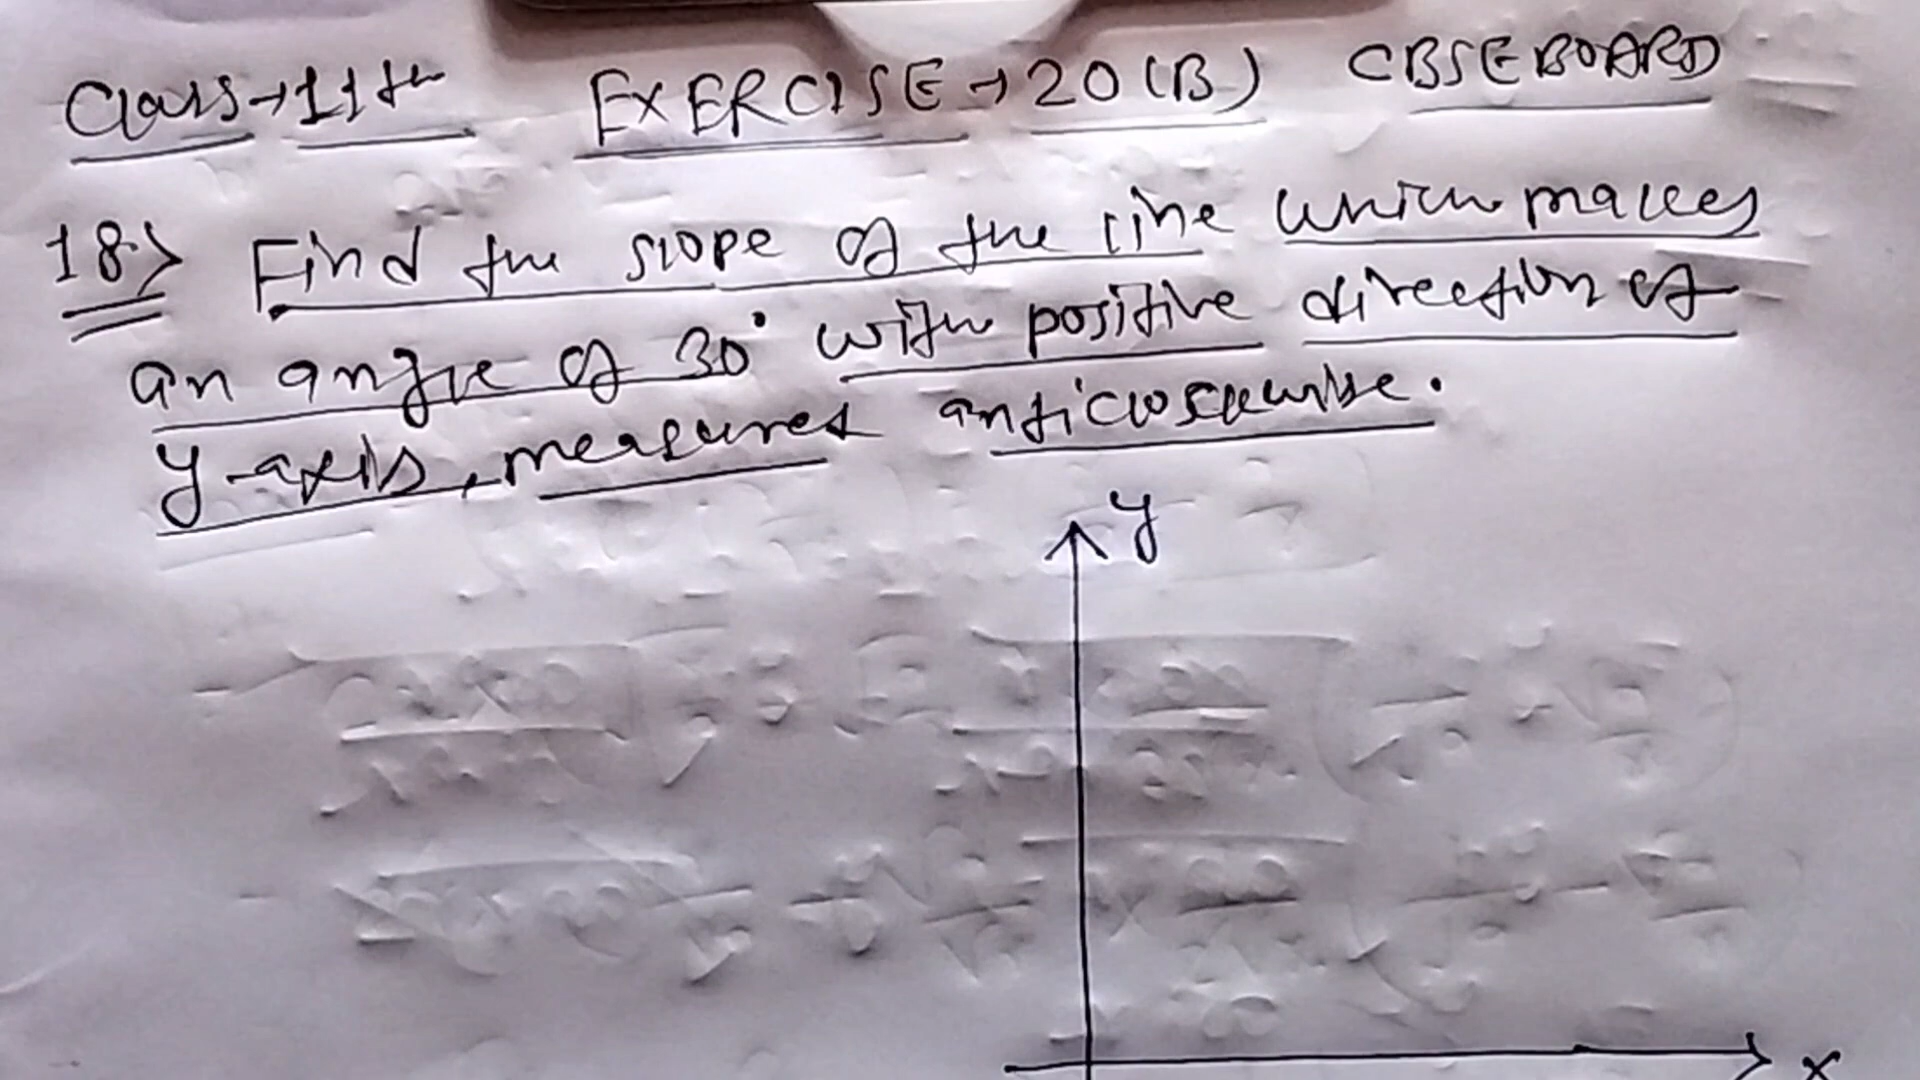 Class→11th EXERCISE→20(B) CBSE BOARD
18> Find the slope of the line which makes
an angle of 30° with positive direction of
y-axis, measured anticlockwise.
y
x